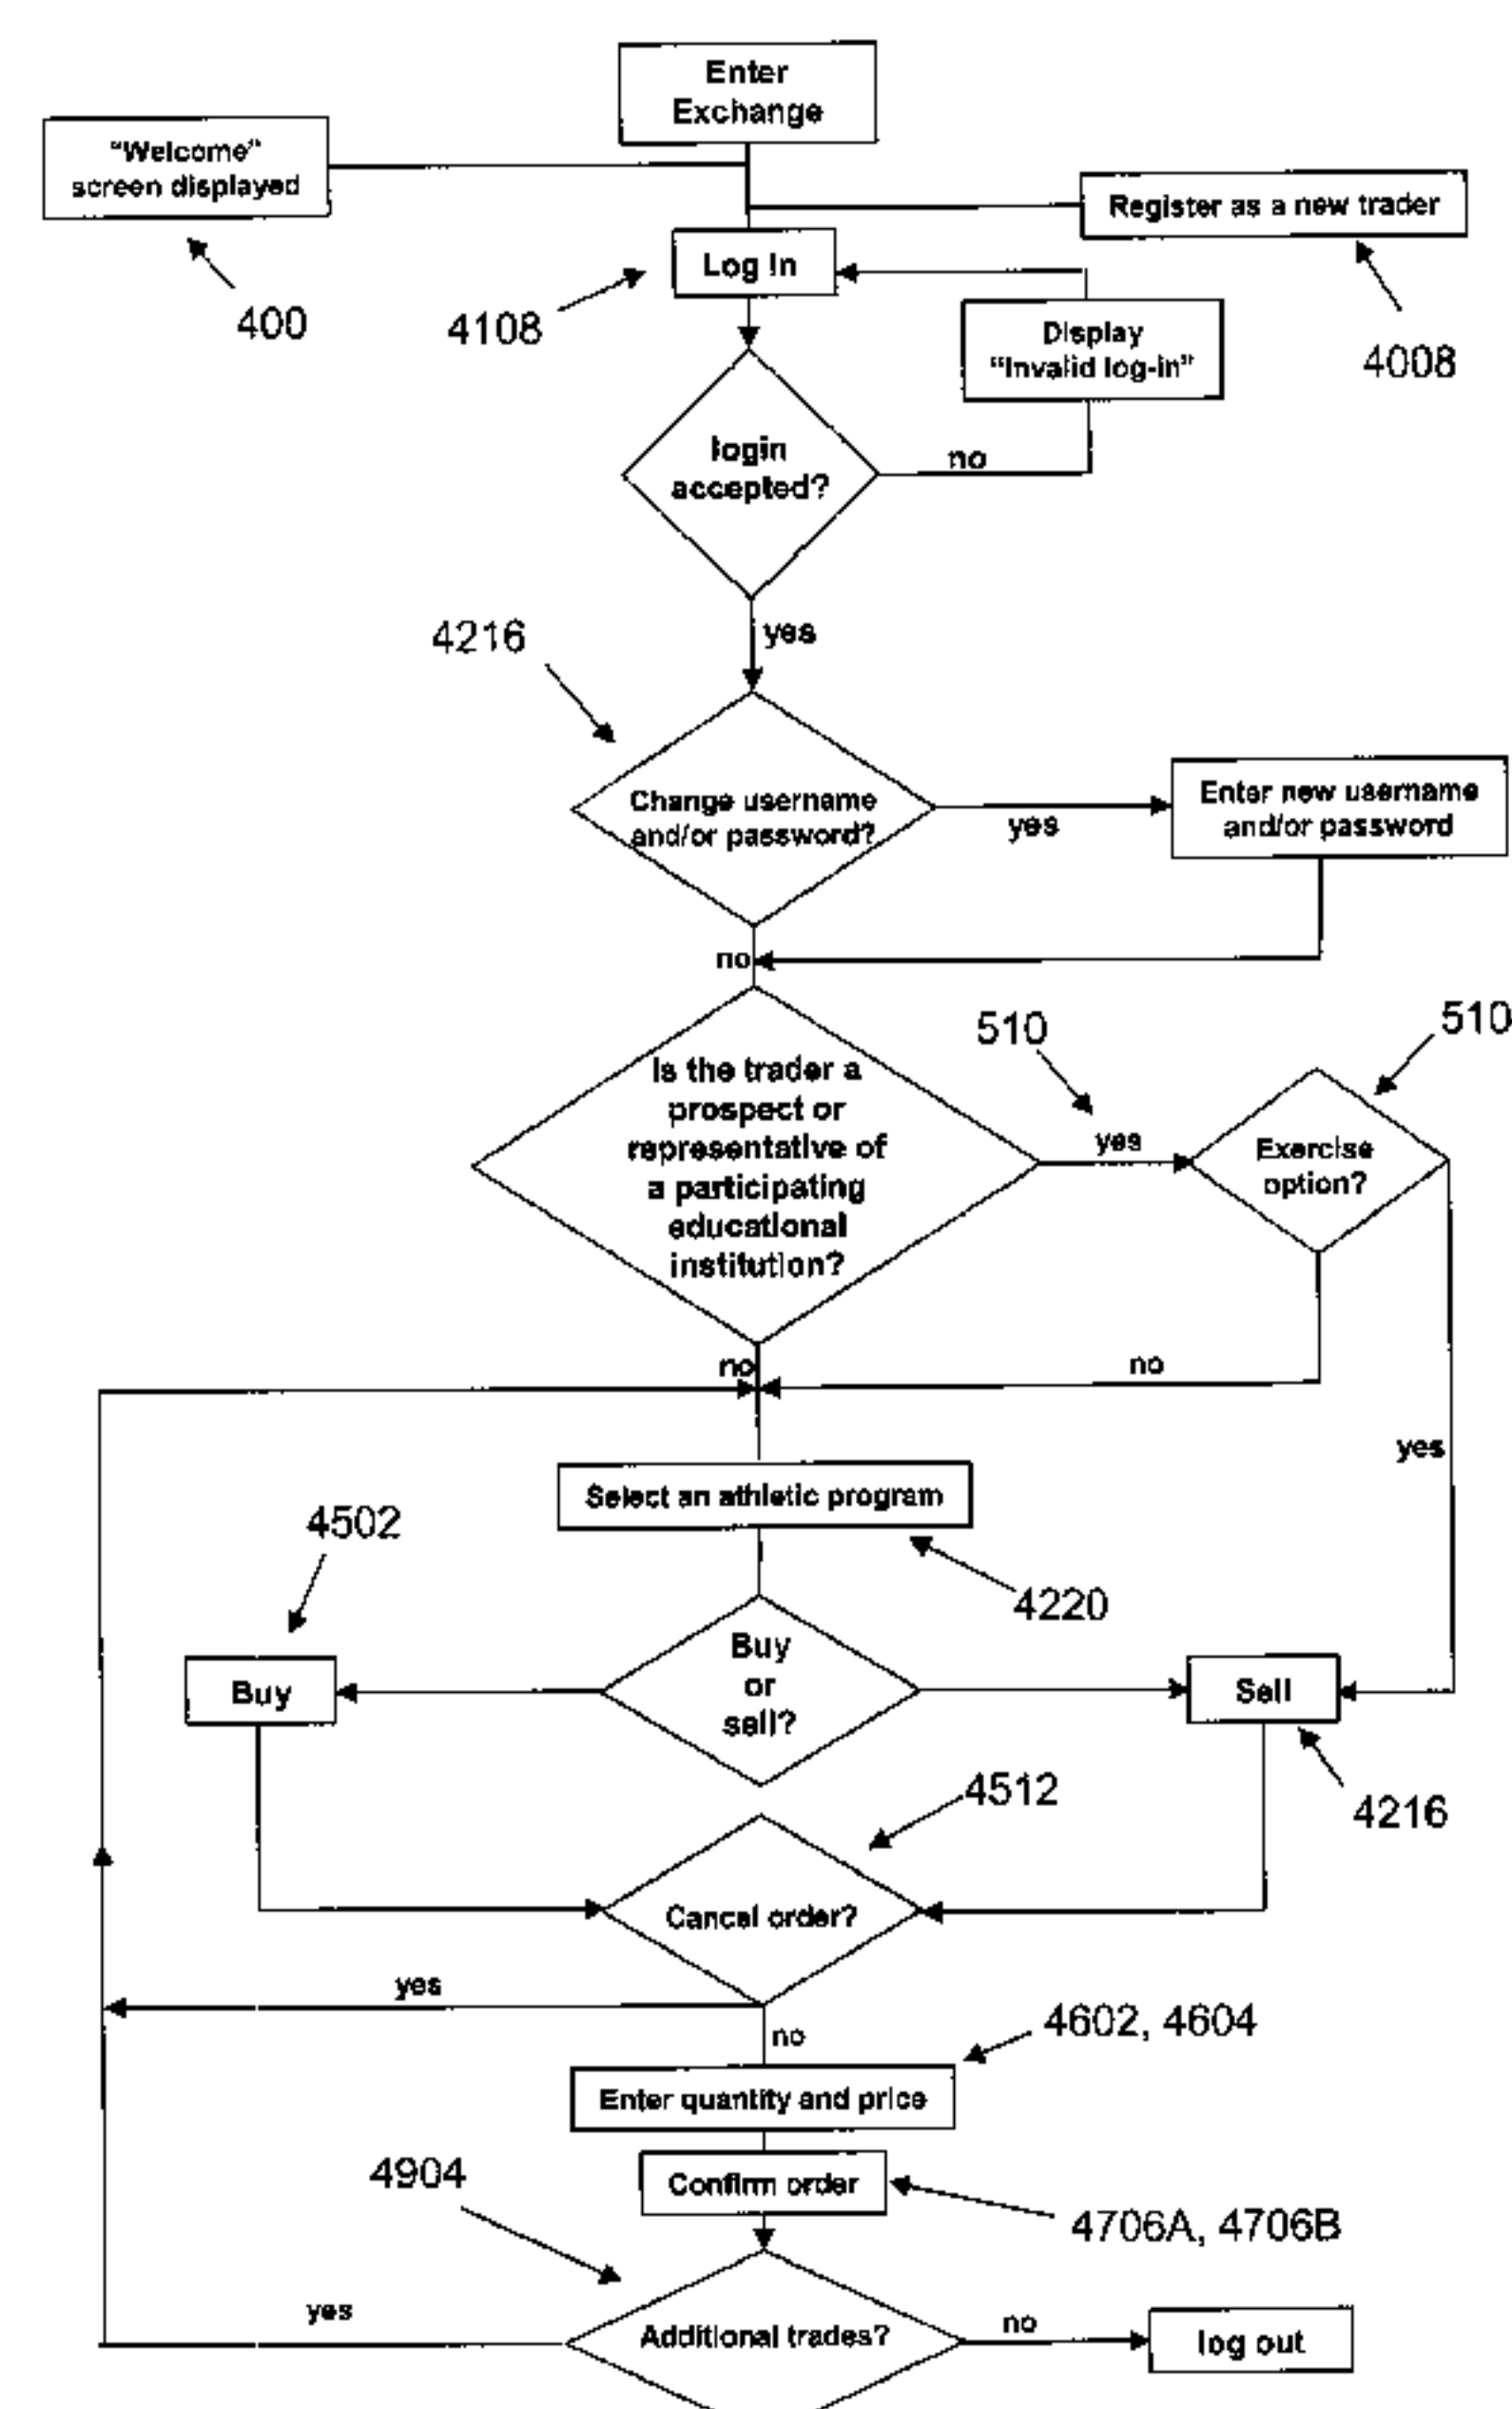 Enter
Exchange
“Welcome”
screen displayed
Register as a new trader
Log In
400
4108
Display
“Invalid log-in”
4008
login
accepted?
no
4216
yes
Change username
and/or password?
yes
Enter new username
and/or password
no
510
510
Is the trader a
prospect or
representative of
a participating
educational
institution?
yes
Exercise
option?
no
no
yes
Select an athletic program
4502
4220
Buy
or
sell?
Buy
Sell
4512
4216
Cancel order?
yes
no
4602, 4604
Enter quantity and price
4904
Confirm order
4706A, 4706B
yes
Additional trades?
no
log out